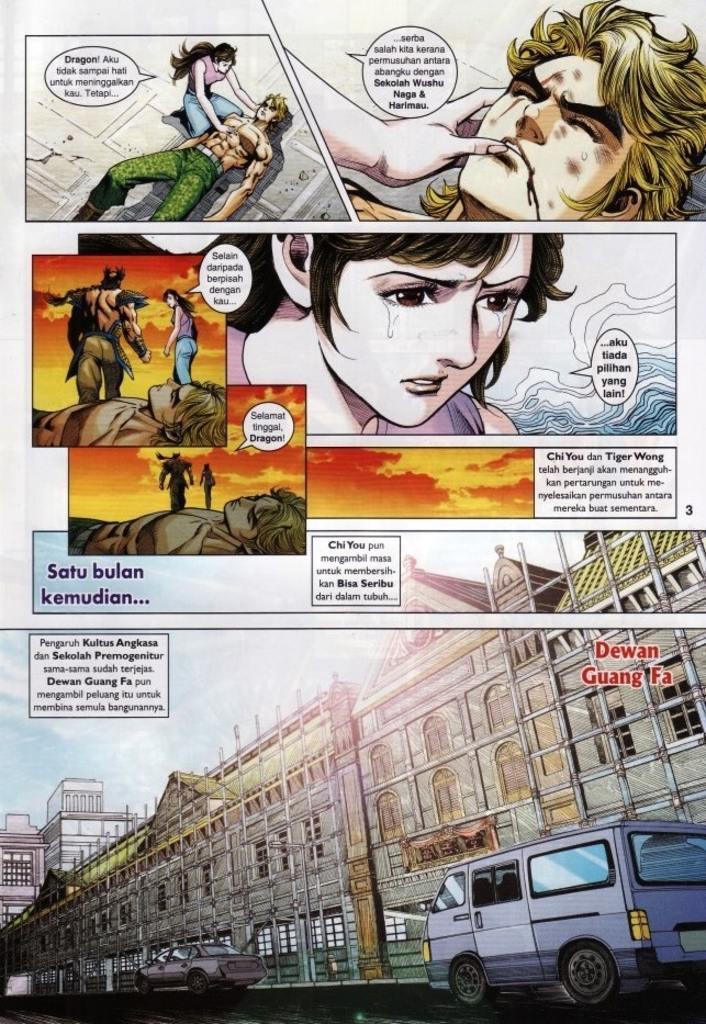 Dragon! Aku
tidak sampai hati
untuk meninggalkan
kau. Tetapi...
...serba
salah kita kerana
permusuhan antara
abangku dengan
Sekolah Wushu
Naga &
Harimau.
Selain
daripada
berpisah
dengan
kau...
...aku
tiada
pilihan
yang
lain!
Selamat
tinggal,
Dragon!
Chi You dan Tiger Wong
telah berjanji akan menangguh-
kan pertarungan untuk me-
nyelesaikan permusuhan antara
mereka buat sementara.
3
Satu bulan
kemudian...
Chi You pun
mengambil masa
untuk membersih-
kan Bisa Seribu
dari dalam tubuh....
Pengaruh Kultus Angkasa
dan Sekolah Premogenitur
sama-sama sudah terjejas.
Dewan Guang Fa pun
mengambil peluang itu untuk
membina semula bangunannya.
Dewan
Guang Fa